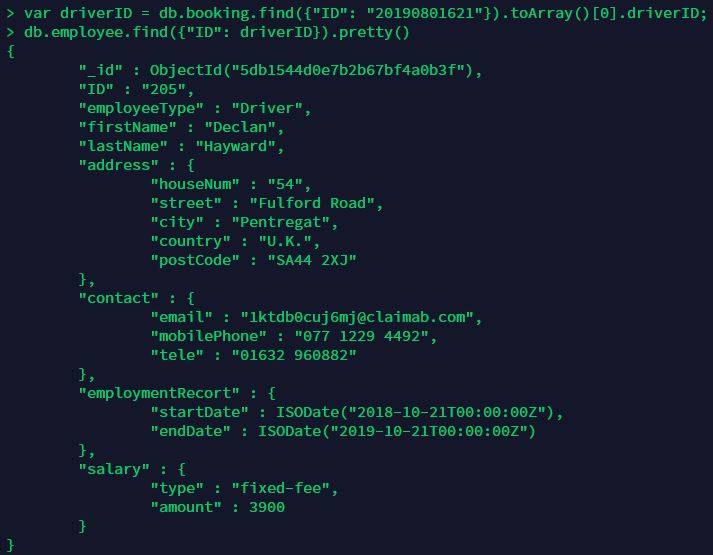 > var driverID = db.booking.find({"ID": "20190801621"}).toArray()[0].driverID;
> db.employee.find({"ID": driverID}).pretty()
{
        "_id" : ObjectId("5db1544d0e7b2b67bf4a0b3f"),
        "ID" : "205",
        "employeeType" : "Driver",
        "firstName" : "Declan",
        "lastName" : "Hayward",
        "address" : {
                "houseNum" : "54",
                "street" : "Fulford Road",
                "city" : "Pentregat",
                "country" : "U.K.",
                "postCode" : "SA44 2XJ"
        },
        "contact" : {
                "email" : "1ktdb0cuj6mj@claimab.com",
                "mobilePhone" : "077 1229 4492",
                "tele" : "01632 960882"
        },
        "employmentRecort" : {
                "startDate" : ISODate("2018-10-21T00:00:00Z"),
                "endDate" : ISODate("2019-10-21T00:00:00Z")
        },
        "salary" : {
                "type" : "fixed-fee",
                "amount" : 3900
        }
}